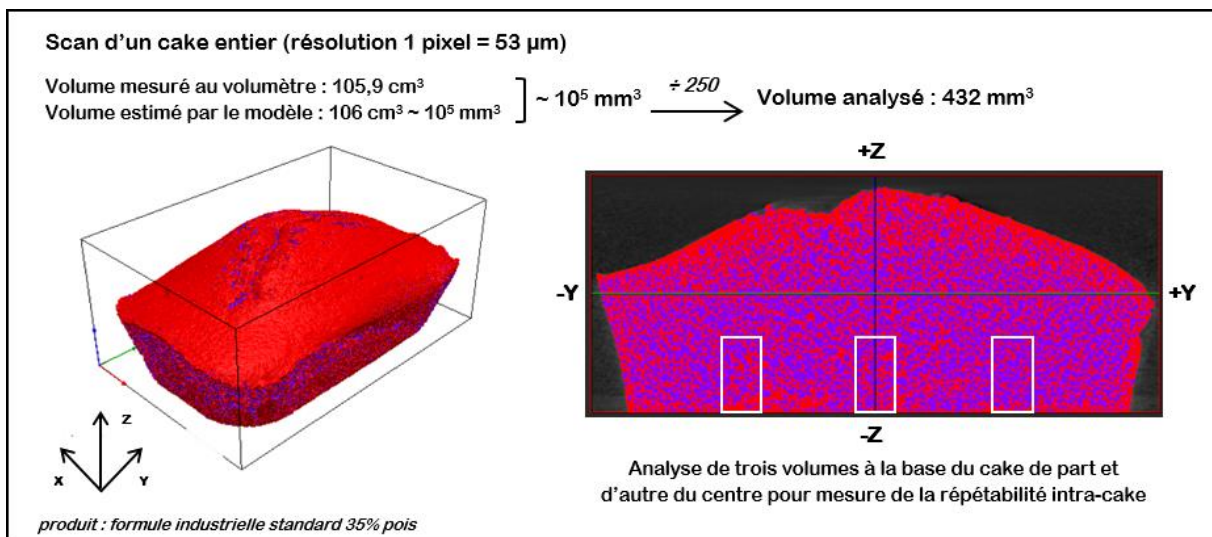 Scan d'un cake entier (résolution 1 pixel = 53 µm)
Volume mesuré au volumètre : 105,9 cm³
Volume estimé par le modèle : 106 cm³ ~ 10⁵ mm³
~ 10⁵ mm³
÷ 250
Volume analysé : 432 mm³
+Z
-Y
+Y
-Z
Z
X
Y
Analyse de trois volumes à la base du cake de part et
d'autre du centre pour mesure de la répétabilité intra-cake
produit : formule industrielle standard 35% pois